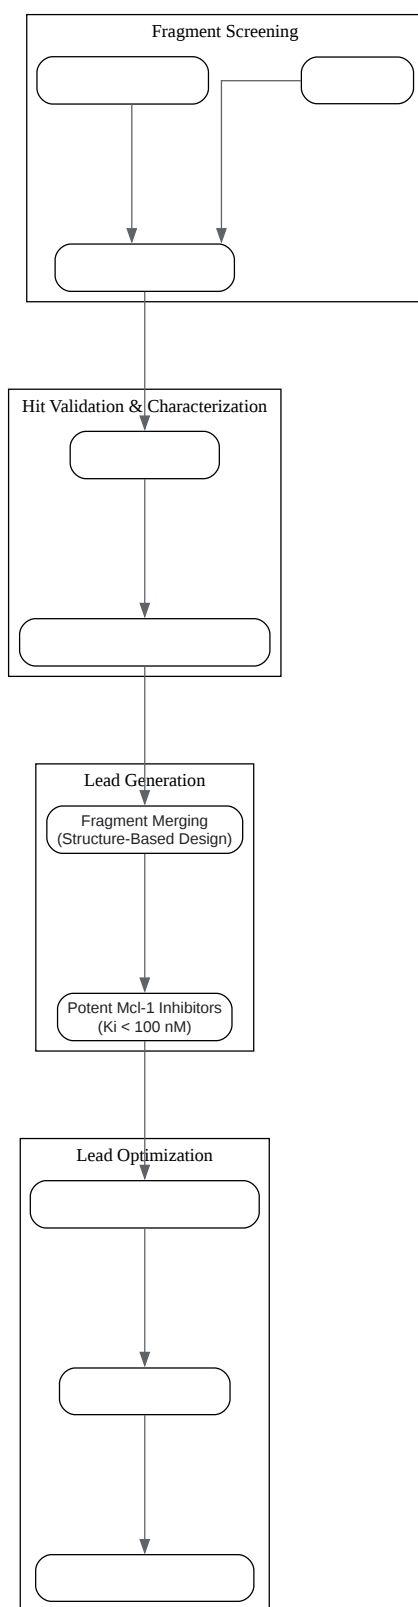 Fragment Screening
Hit Validation & Characterization
Lead Generation
Fragment Merging
(Structure-Based Design)
Potent Mcl-1 Inhibitors
(Ki < 100 nM)
Lead Optimization